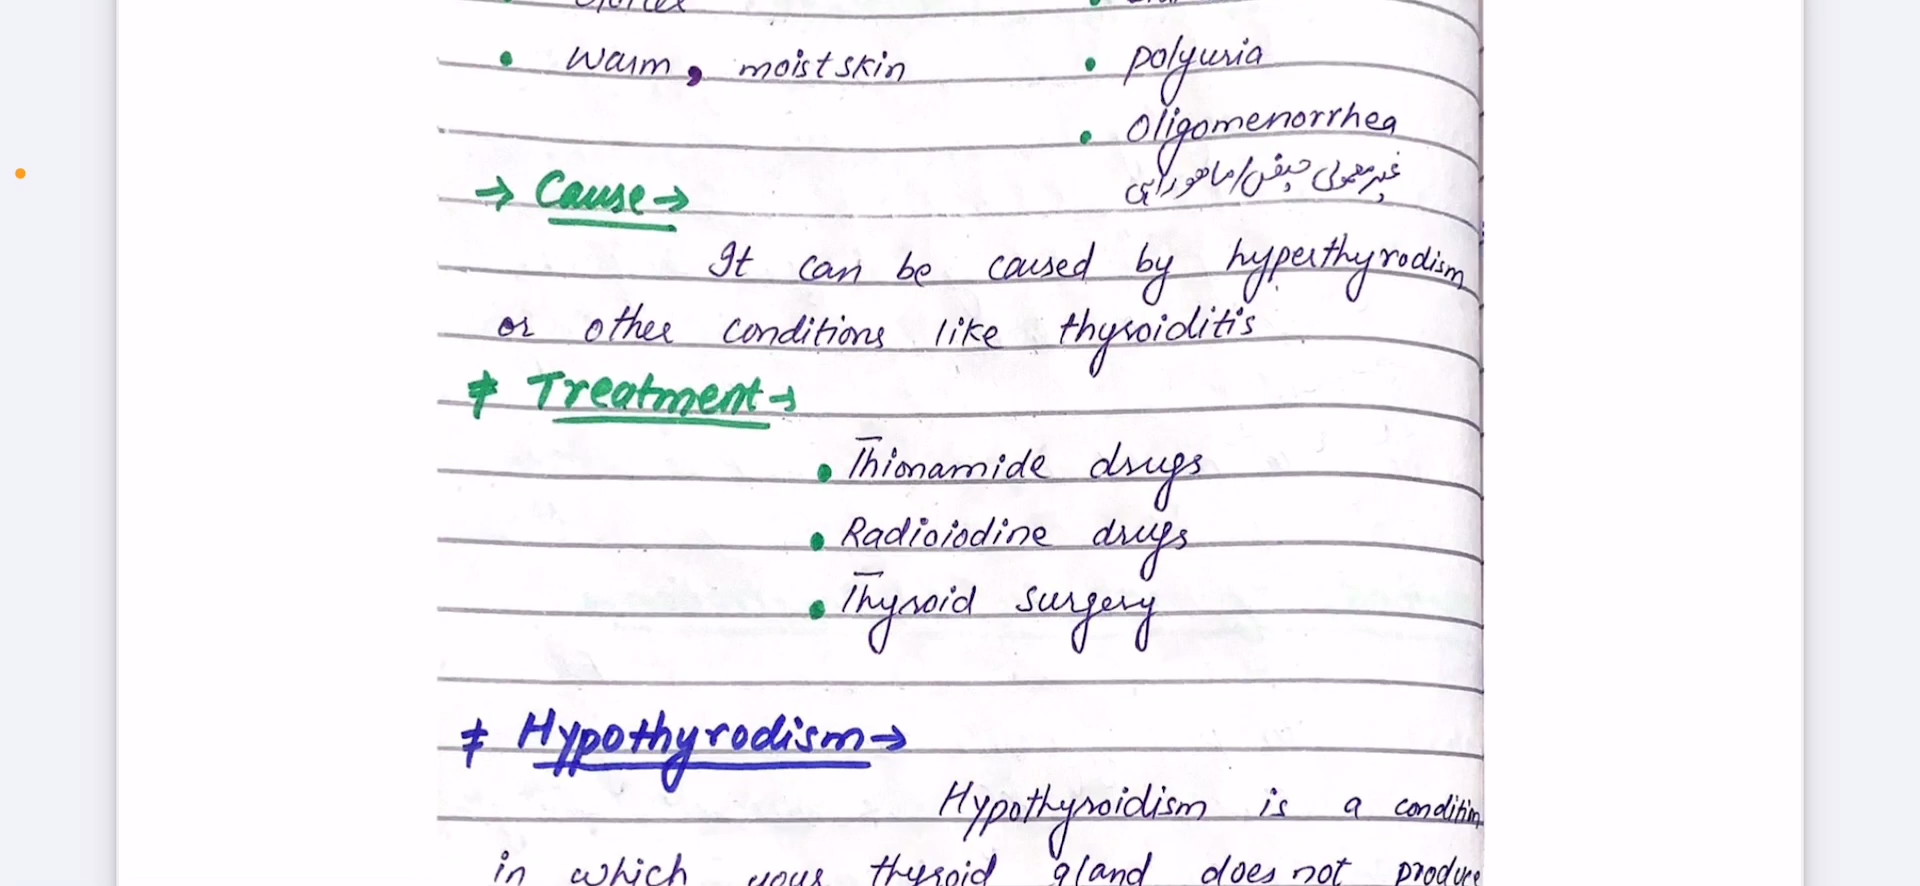 • Warm, moist skin
• polyuria
• Oligomenorrhea
غیر معمولی حیض/ماهواری
→ Cause →
It can be caused by hyperthyrodism
or other conditions like thyroiditis
Treatment →
• Thionamide drugs
• Radioiodine drugs
• Thyroid surgery
Hypothyrodism →
Hypothyroidism is a condition
in which your thyroid gland does not produce